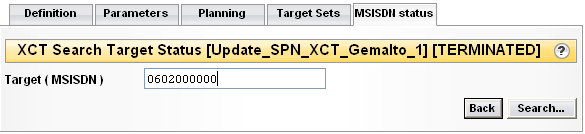 Definition Parameters Planning Target Sets MSISDN status
XCT Search Target Status [Update_SPN_XCT_Gemalto_1] [TERMINATED] ?
Target ( MSISDN ) 0602000000
Back Search...